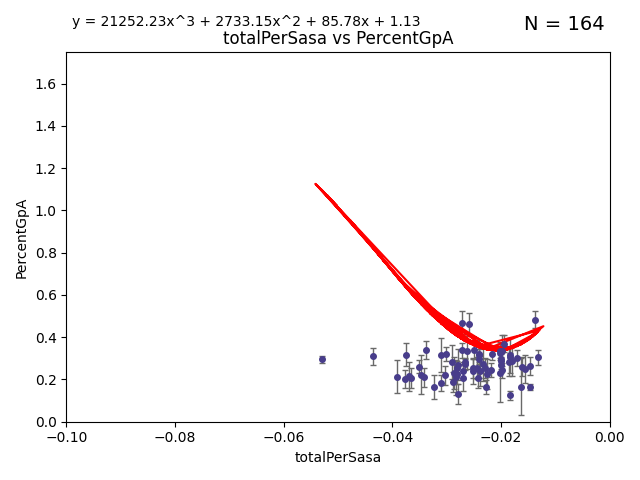 y = 21252.23x^3 + 2733.15x^2 + 85.78x + 1.13
N = 164
totalPerSasa vs PercentGpA
1.6
1.4
1.2
1.0
0.8
0.6
0.4
0.2
0.0
PercentGpA
−0.10 −0.08 −0.06 −0.04 −0.02 0.00
totalPerSasa